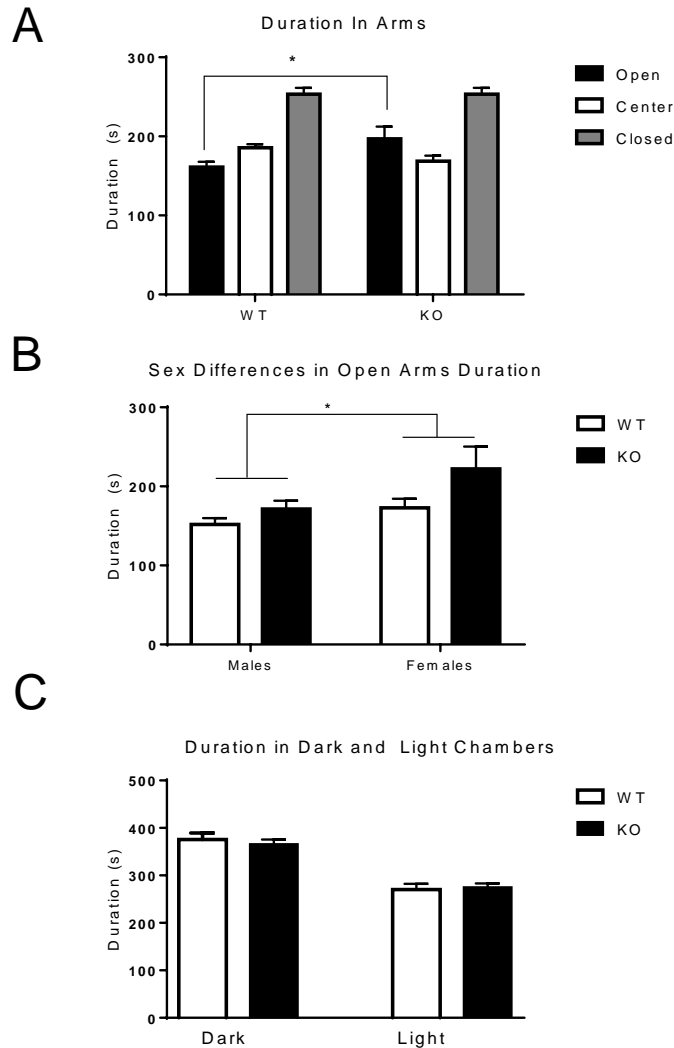 A
Duration In Arms
*
300
200
100
0
Duration (s)
WT
KO
Open
Center
Closed
B
Sex Differences in Open Arms Duration
*
300
200
100
0
Duration (s)
Males
Females
WT
KO
C
Duration in Dark and Light Chambers
500
400
300
200
100
0
Duration (s)
Dark
Light
WT
KO